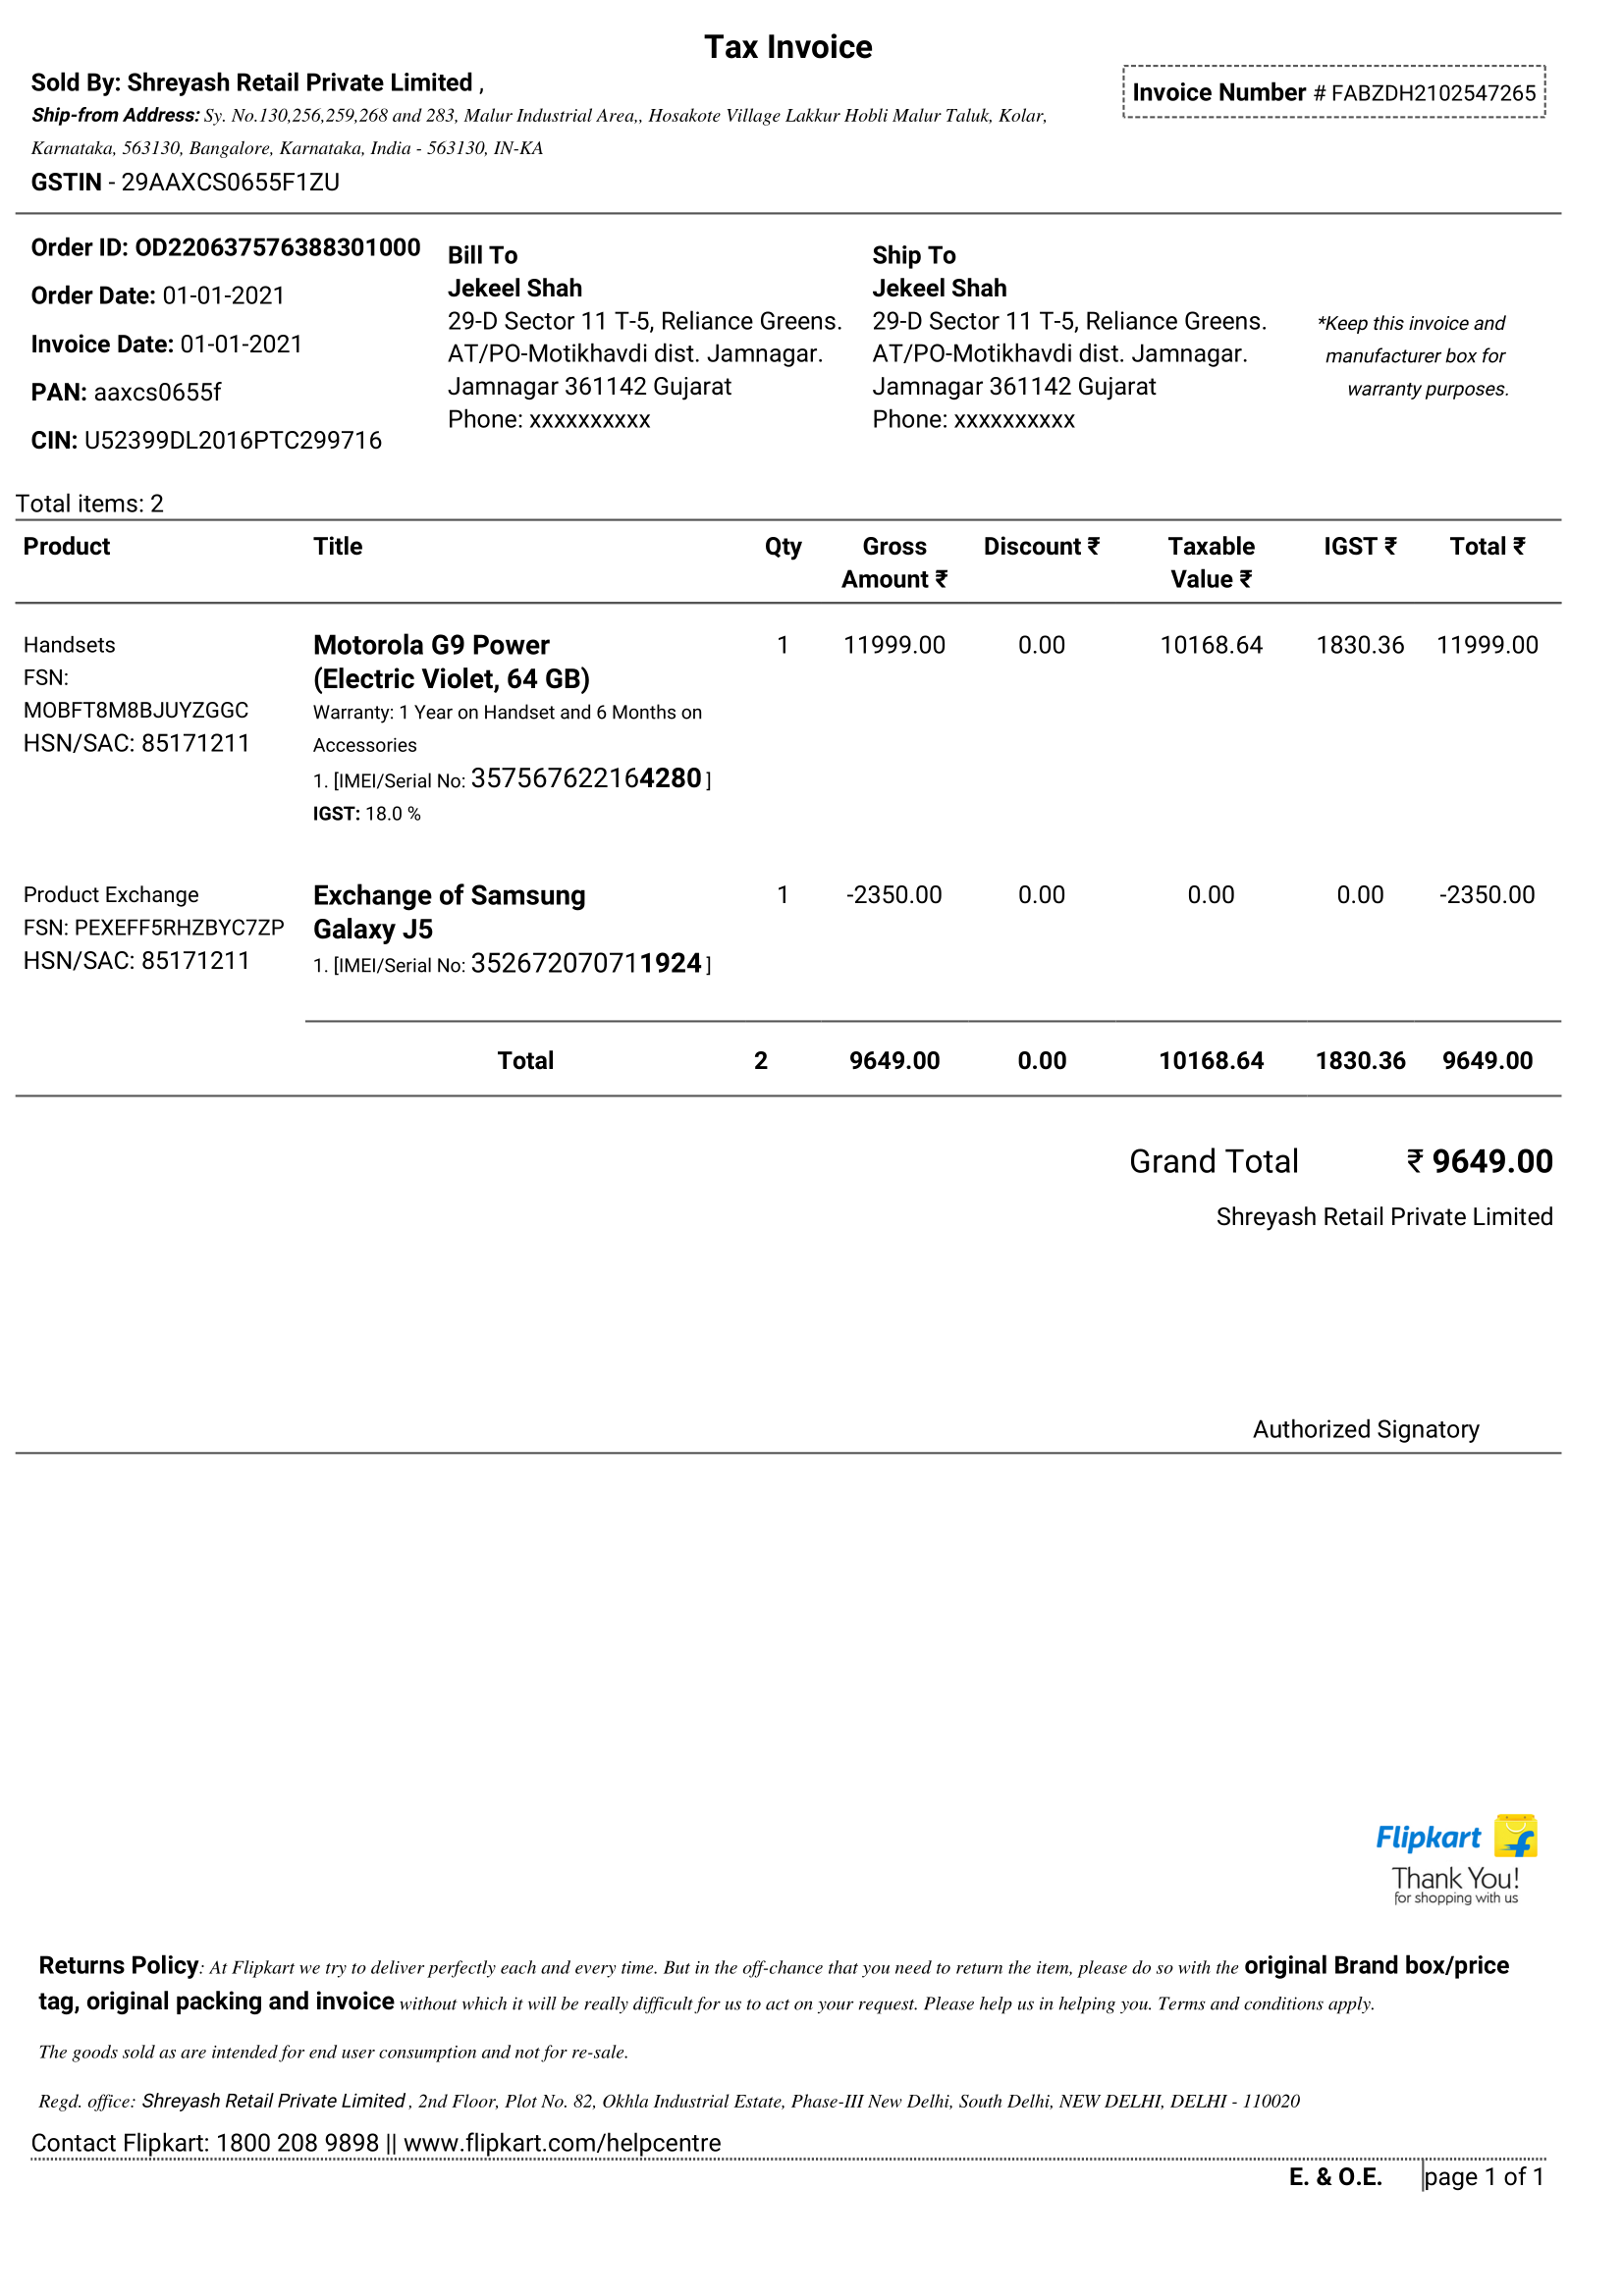 Tax Invoice
Sold By: Shreyash Retail Private Limited ,
Ship-from Address: Sy. No.130,256,259,268 and 283, Malur Industrial Area,, Hosakote Village Lakkur Hobli Malur Taluk, Kolar,
Karnataka, 563130, Bangalore, Karnataka, India - 563130, IN-KA
GSTIN - 29AAXCS0655F1ZU
Invoice Number # FABZDH2102547265
Order ID: OD220637576388301000
Order Date: 01-01-2021
Invoice Date: 01-01-2021
PAN: aaxcs0655f
CIN: U52399DL2016PTC299716
Bill To
Jekeel Shah
29-D Sector 11 T-5, Reliance Greens.
AT/PO-Motikhavdi dist. Jamnagar.
Jamnagar 361142 Gujarat
Phone: xxxxxxxxxx
Ship To
Jekeel Shah
29-D Sector 11 T-5, Reliance Greens.
AT/PO-Motikhavdi dist. Jamnagar.
Jamnagar 361142 Gujarat
Phone: xxxxxxxxxx
*Keep this invoice and
manufacturer box for
warranty purposes.
Total items: 2
Product Title Qty Gross Amount ₹ Discount ₹ Taxable Value ₹ IGST ₹ Total ₹
Handsets
FSN:
MOBFT8M8BJUYZGGC
HSN/SAC: 85171211
Motorola G9 Power
(Electric Violet, 64 GB)
Warranty: 1 Year on Handset and 6 Months on
Accessories
1. [IMEI/Serial No: 357567622164280 ]
IGST: 18.0 %
1 11999.00 0.00 10168.64 1830.36 11999.00
Product Exchange
FSN: PEXEFF5RHZBYC7ZP
HSN/SAC: 85171211
Exchange of Samsung
Galaxy J5
1. [IMEI/Serial No: 352672070711924 ]
1 -2350.00 0.00 0.00 0.00 -2350.00
Total 2 9649.00 0.00 10168.64 1830.36 9649.00
Grand Total ₹ 9649.00
Shreyash Retail Private Limited
Authorized Signatory
Flipkart
Thank You!
for shopping with us
Returns Policy: At Flipkart we try to deliver perfectly each and every time. But in the off-chance that you need to return the item, please do so with the original Brand box/price
tag, original packing and invoice without which it will be really difficult for us to act on your request. Please help us in helping you. Terms and conditions apply.
The goods sold as are intended for end user consumption and not for re-sale.
Regd. office: Shreyash Retail Private Limited , 2nd Floor, Plot No. 82, Okhla Industrial Estate, Phase-III New Delhi, South Delhi, NEW DELHI, DELHI - 110020
Contact Flipkart: 1800 208 9898 || www.flipkart.com/helpcentre
E. & O.E. page 1 of 1